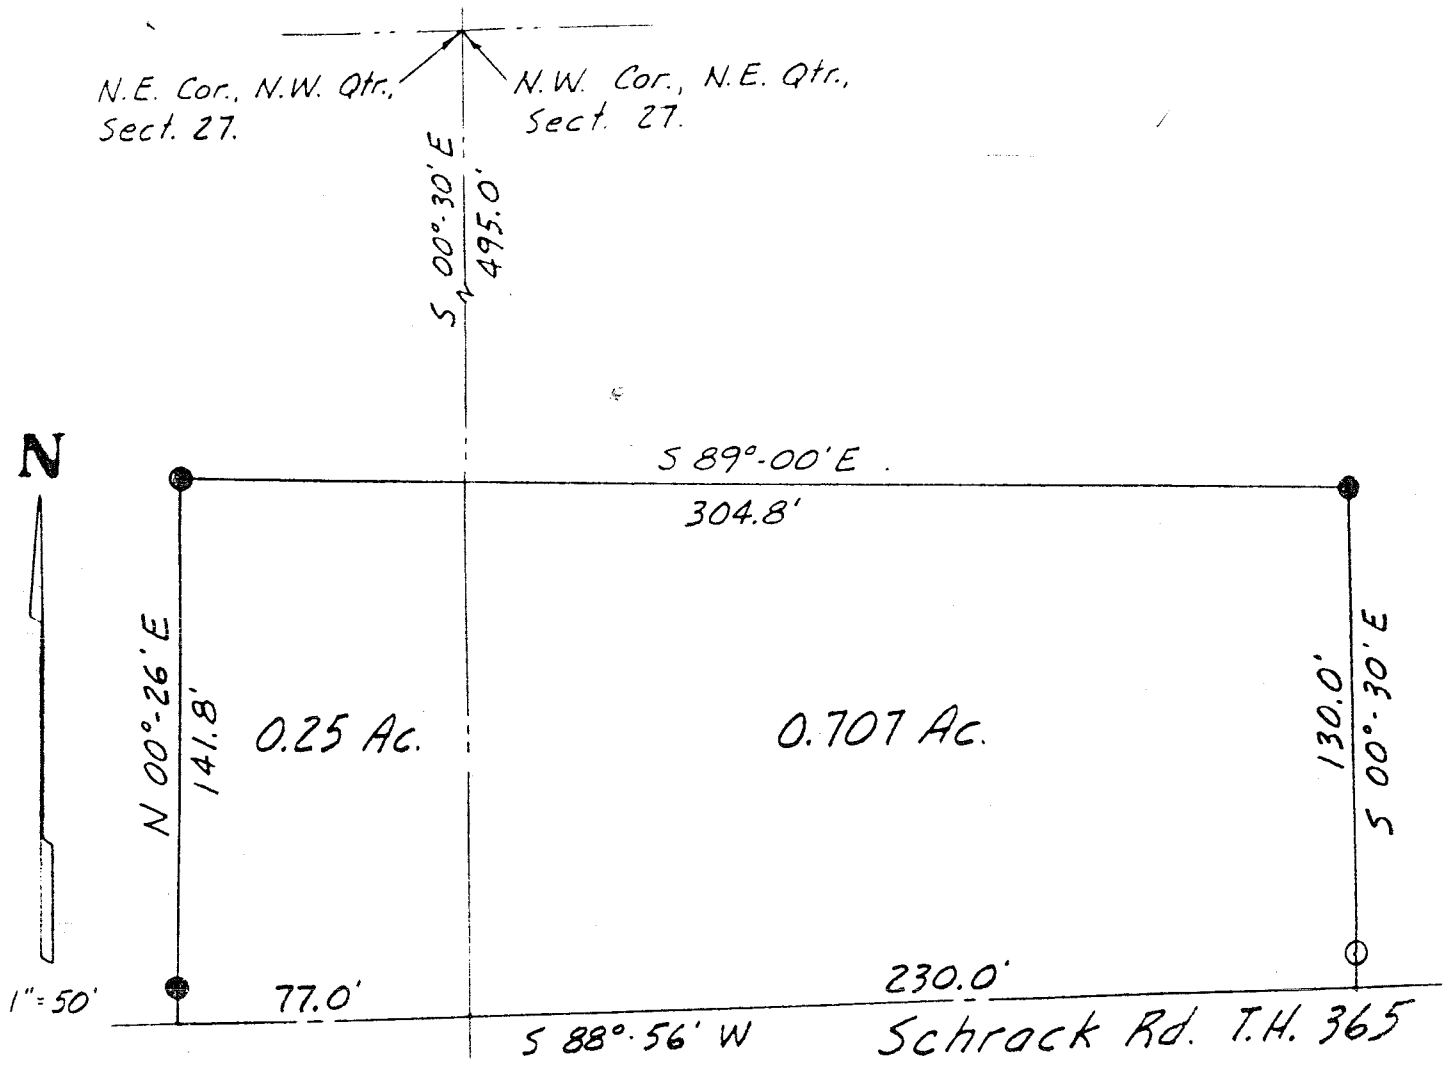 N.E. Cor., N.W. Qtr.,
Sect. 27.
N.W. Cor., N.E. Qtr.,
Sect. 27.
S 00°-30' E
495.0'
N
S 89°-00' E
304.8'
N 00°-26' E
141.8'
0.25 Ac.
0.707 Ac.
130.0'
S 00°-30' E
1"=50'
77.0'
230.0'
S 88°-56' W
Schrock Rd. T.H. 365